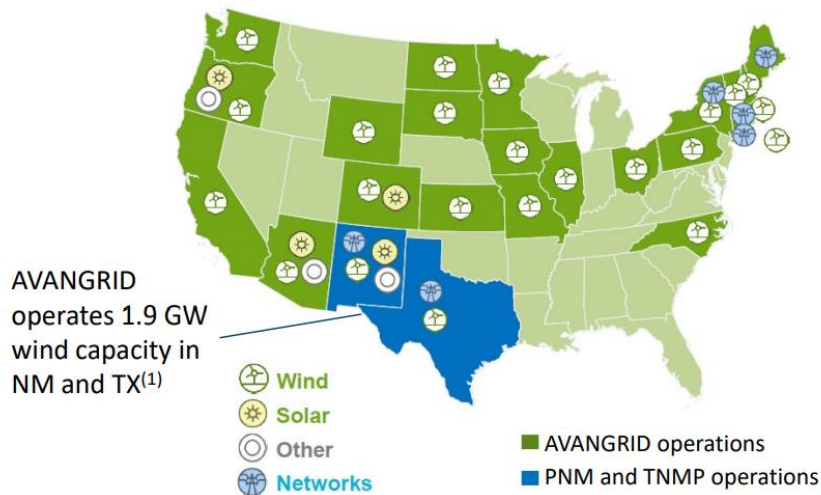 AVANGRID
operates 1.9 GW
wind capacity in
NM and TX(1)
Wind
Solar
Other
Networks
AVANGRID operations
PNM and TNMP operations